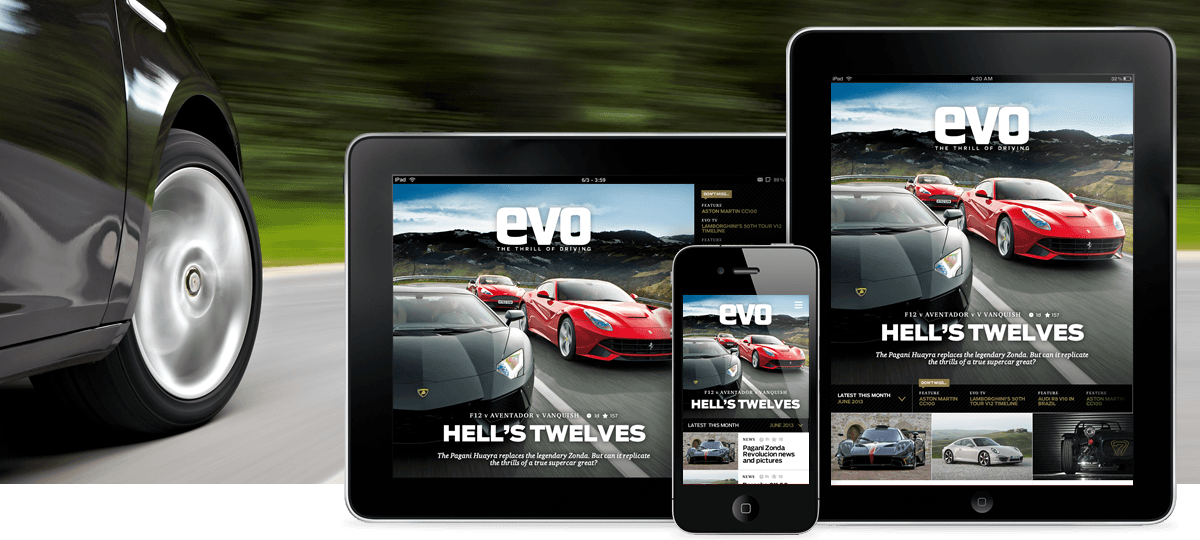 iPad
6/3 - 3:59
99%
evo
THE THRILL OF DRIVING
DON'T MISS...
FEATURE
ASTON MARTIN CC100
EVO TV
LAMBORGHINI'S 50TH TOUR V12
TIMELINE
FEATURE
F12 v AVENTADOR v VANQUISH 1d 157
HELL'S TWELVES
The Pagani Huayra replaces the legendary Zonda. But can it replicate
the thrills of a true supercar great?
evo
F12 v AVENTADOR v VANQUISH
HELL'S TWELVES
LATEST THIS MONTH JUNE 2013
NEWS
Pagani Zonda
Revolucion news
and pictures
NEWS
iPad 4:20 AM 32%
evo
THE THRILL OF DRIVING
F12 v AVENTADOR v VANQUISH 1d 157
HELL'S TWELVES
The Pagani Huayra replaces the legendary Zonda. But can it replicate
the thrills of a true supercar great?
DON'T MISS...
LATEST THIS MONTH
JUNE 2013
FEATURE
ASTON MARTIN
CC100
EVO TV
LAMBORGHINI'S 50TH
TOUR V12 TIMELINE
FEATURE
AUDI R8 V10 IN
BRAZIL
FEATURE
ASTON MARTIN
CC100